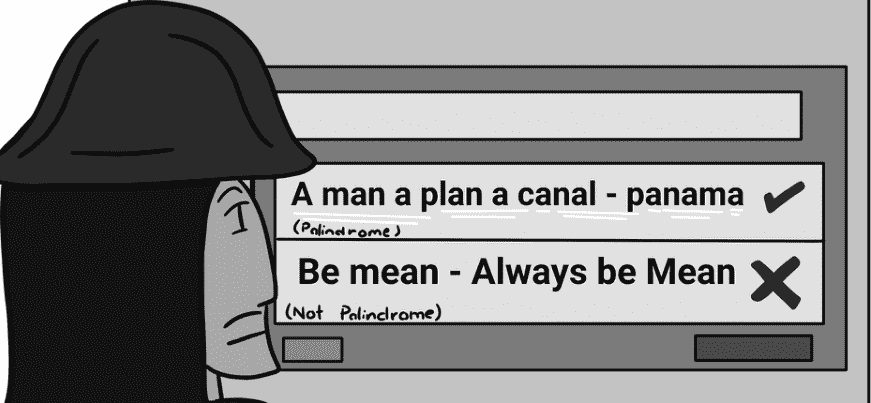 A man a plan a canal - panama
(Palindrome)
Be mean - Always be Mean
(Not Palindrome)